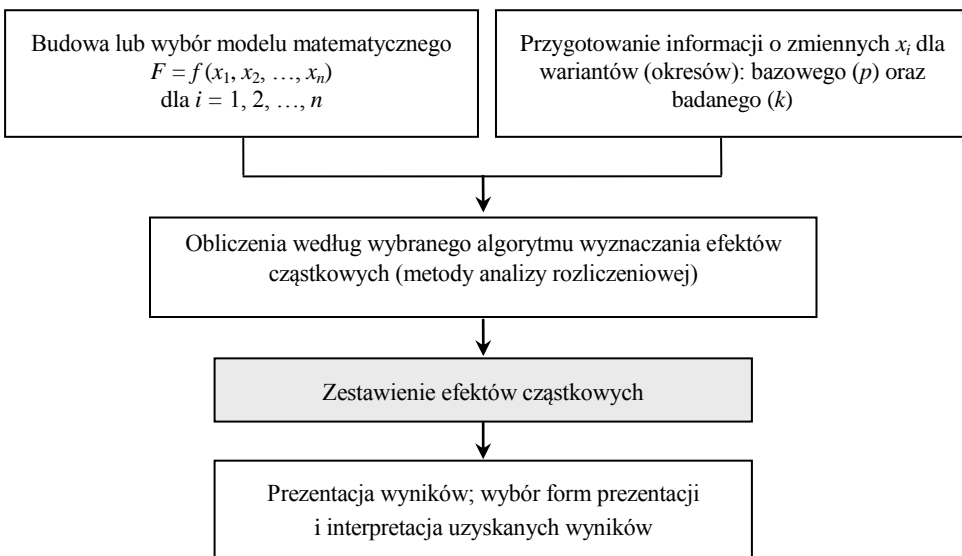 Budowa lub wybór modelu matematycznego
F = f (x1, x2, …, xn)
dla i = 1, 2, …, n
Przygotowanie informacji o zmiennych xi dla
wariantów (okresów): bazowego (p) oraz
badanego (k)
Obliczenia według wybranego algorytmu wyznaczania efektów
cząstkowych (metody analizy rozliczeniowej)
Zestawienie efektów cząstkowych
Prezentacja wyników; wybór form prezentacji
i interpretacja uzyskanych wyników